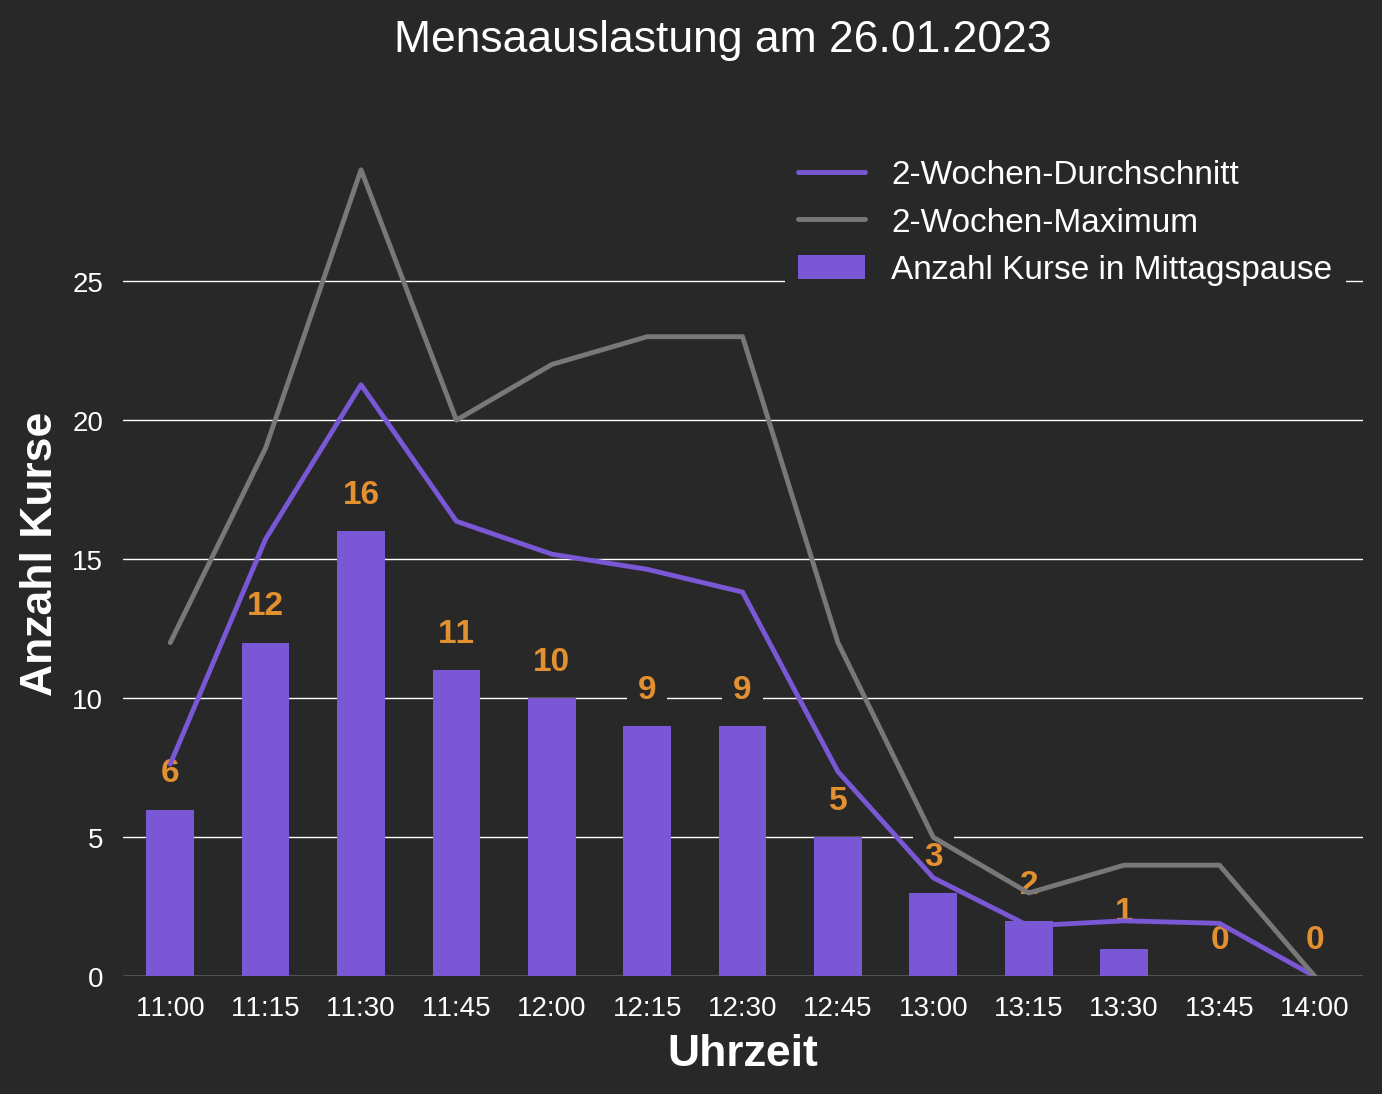 Mensaauslastung am 26.01.2023
2-Wochen-Durchschnitt
2-Wochen-Maximum
Anzahl Kurse in Mittagspause
Anzahl Kurse
25
20
15
10
5
0
6
12
16
11
10
9
9
5
3
2
1
0
0
11:00 11:15 11:30 11:45 12:00 12:15 12:30 12:45 13:00 13:15 13:30 13:45 14:00
Uhrzeit